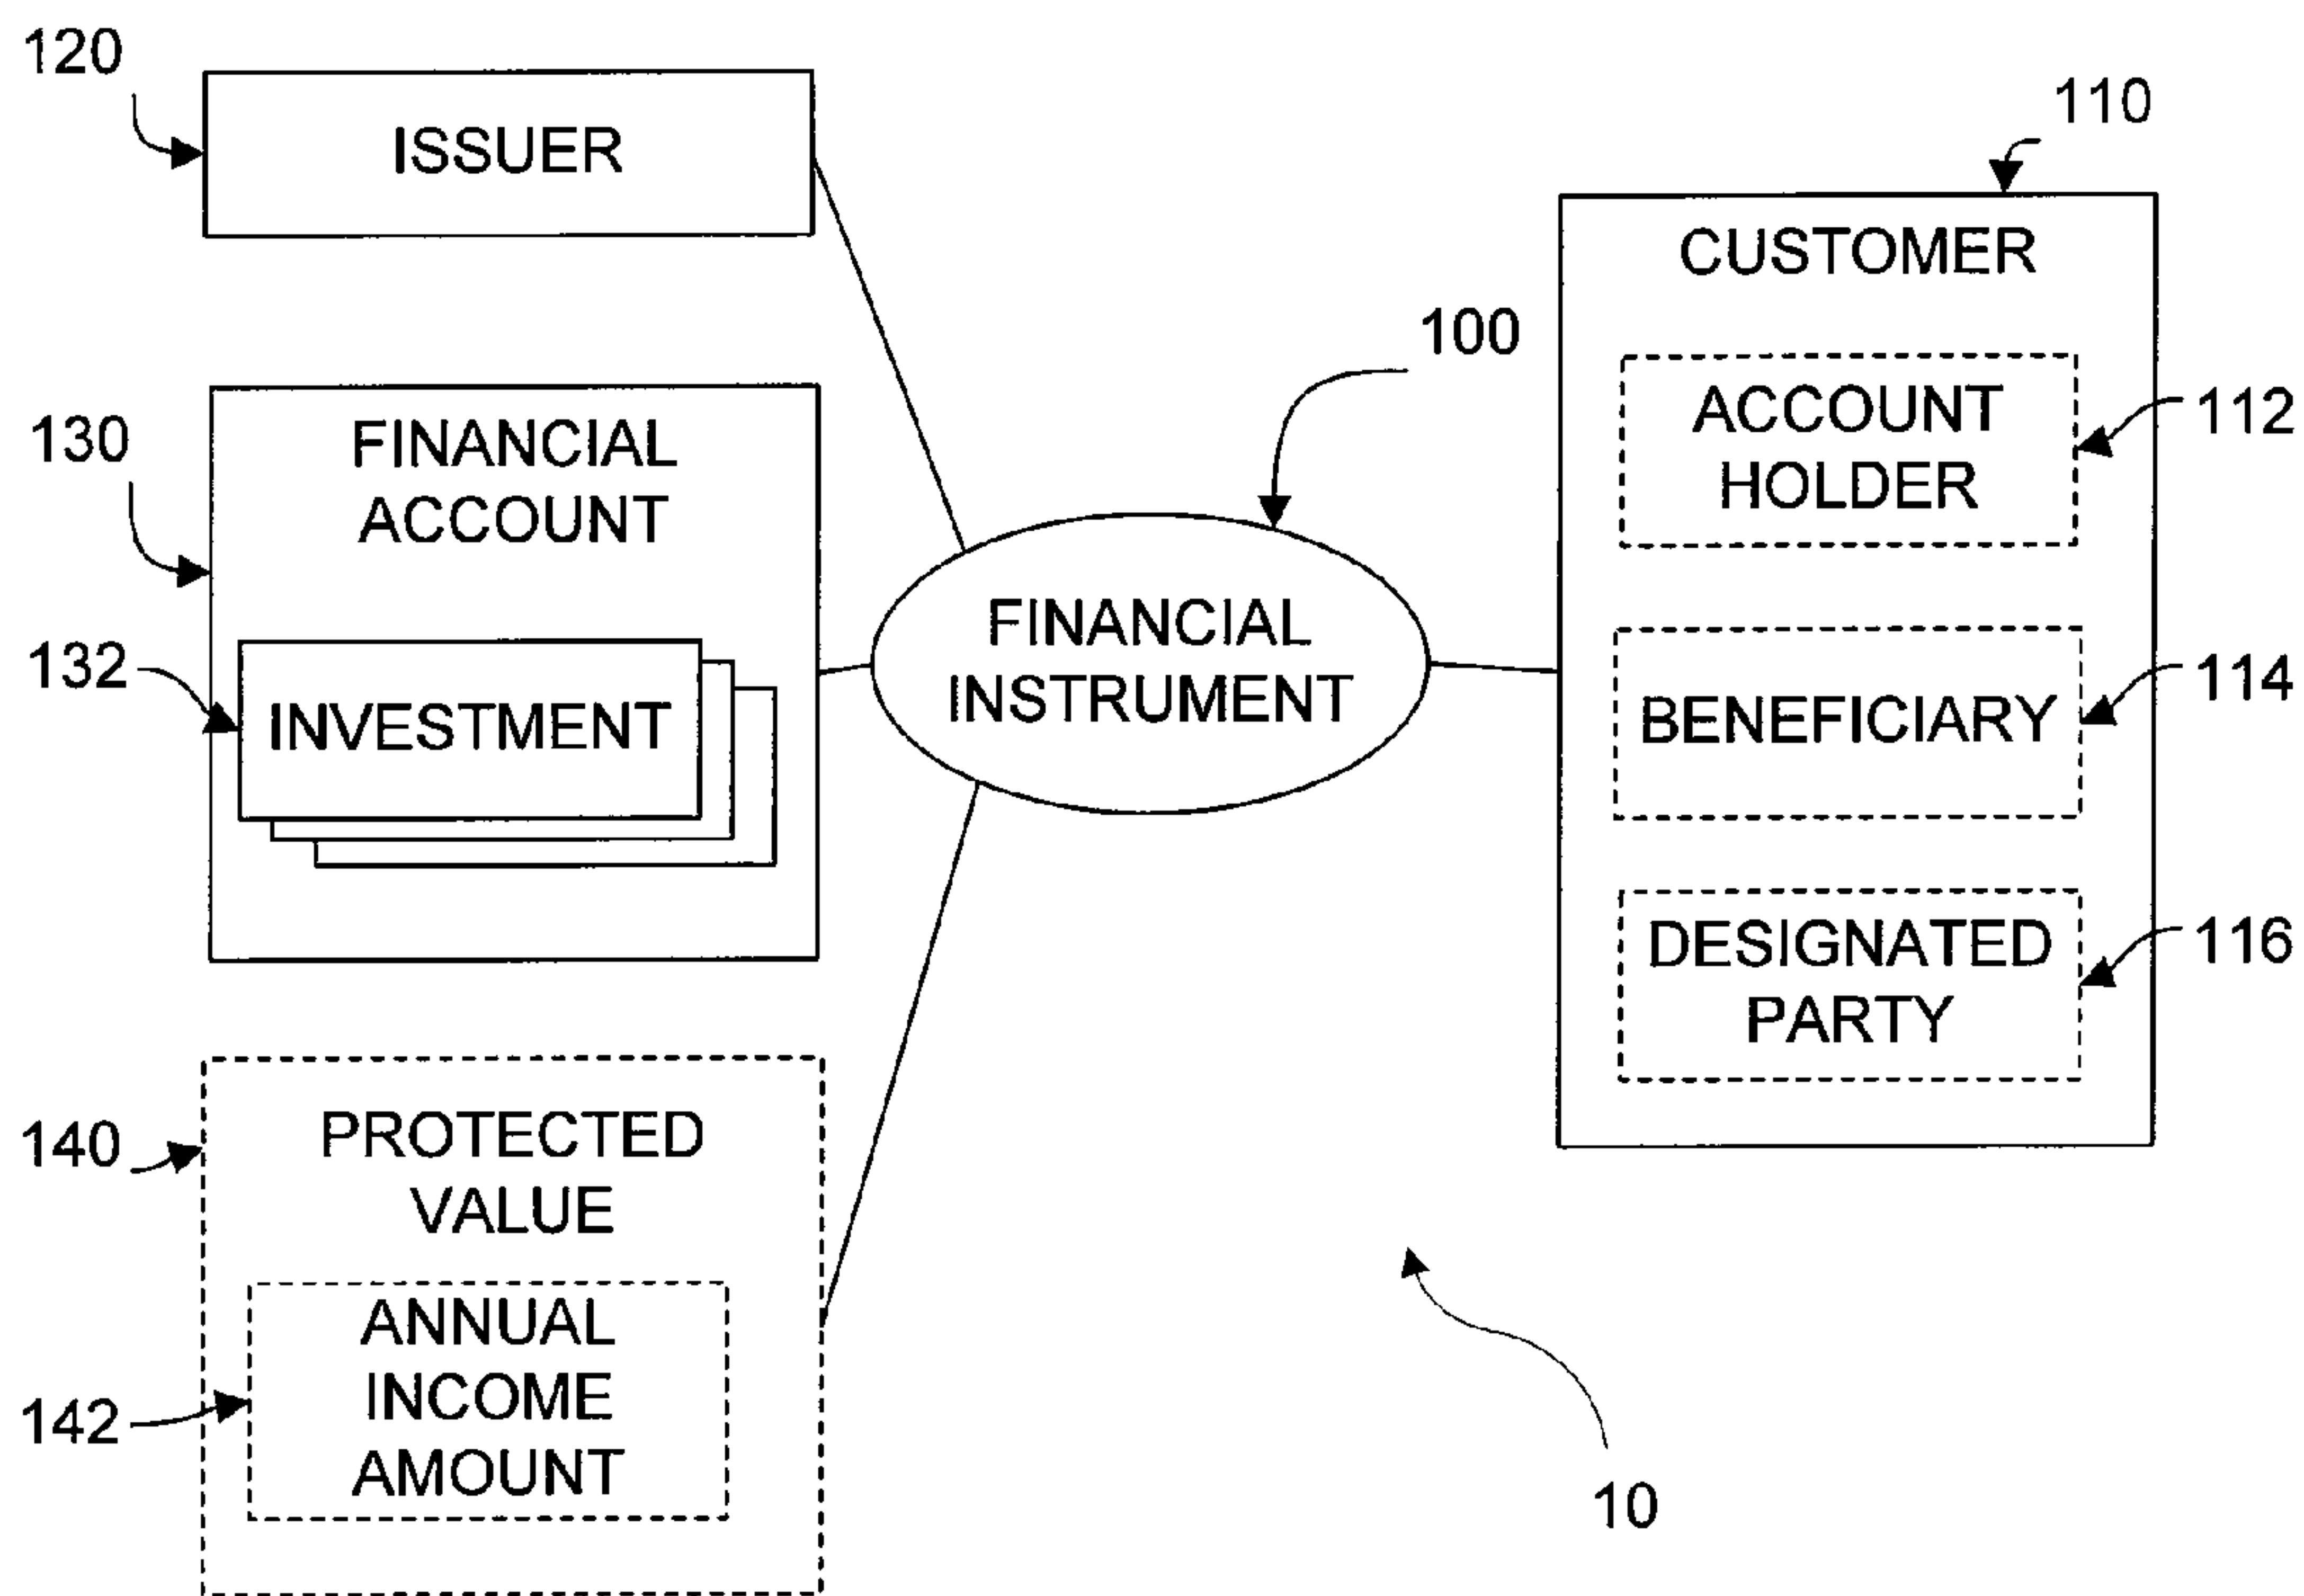 120
ISSUER
110
CUSTOMER
100
ACCOUNT
HOLDER
112
130
FINANCIAL
ACCOUNT
132
INVESTMENT
FINANCIAL
INSTRUMENT
BENEFICIARY
114
DESIGNATED
PARTY
116
140
PROTECTED
VALUE
142
ANNUAL
INCOME
AMOUNT
10